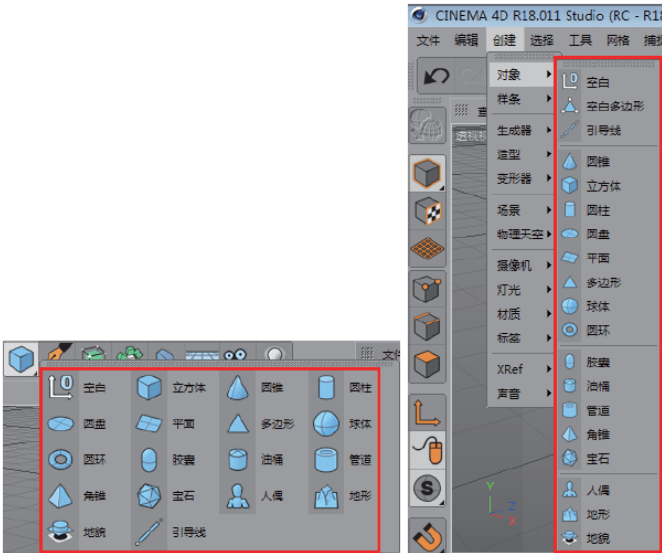 空白 立方体 圆锥 圆柱
圆盘 平面 多边形 球体
圆环 胶囊 油桶 管道
角锥 宝石 人偶 地形
地貌 引导线
CINEMA 4D R18.011 Studio (RC - R18
文件 编辑 创建 选择 工具 网格 捕捉
对象
样条
生成器
造型
变形器
场景
物理天空
摄像机
灯光
材质
标签
XRef
声音
空白
空白多边形
引导线
圆锥
立方体
圆柱
圆盘
平面
多边形
球体
圆环
胶囊
油桶
管道
角锥
宝石
人偶
地形
地貌
Y
Z
X